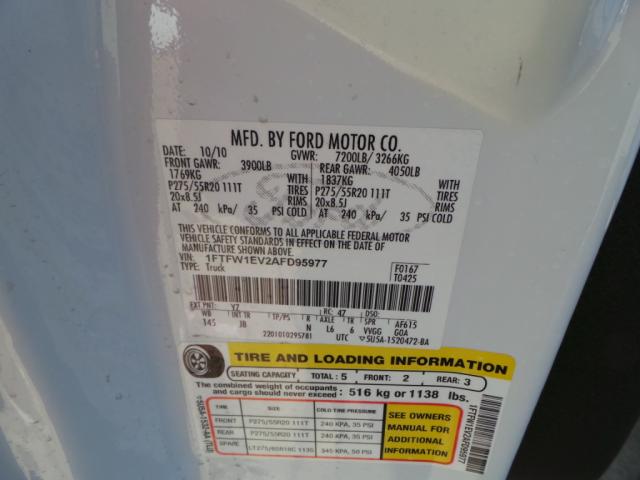 MFD. BY FORD MOTOR CO.
DATE: 10/10 GVWR: 7200LB/ 3266KG
FRONT GAWR: 3900LB REAR GAWR: 4050LB
1769KG WITH 1837KG WITH
P275/55R20 111T TIRES P275/55R20 111T TIRES
20x8.5J RIMS 20x8.5J RIMS
AT 240 kPa/ 35 PSI COLD AT 240 kPa/ 35 PSI COLD
THIS VEHICLE CONFORMS TO ALL APPLICABLE FEDERAL MOTOR
VEHICLE SAFETY STANDARDS IN EFFECT ON THE DATE OF
MANUFACTURE SHOWN ABOVE.
VIN: 1FTFW1EV2AFD95977 F0167
TYPE: Truck T0425
EXT PNT: YZ RC: 47 DSO:
WB INT TR TP/PS R AXLE TR SPR AF615
145 JB N L6 6 VVGG GOA
2201010295781 UTC 5U5A-1520472-BA
TIRE AND LOADING INFORMATION
SEATING CAPACITY TOTAL: 5 FRONT: 2 REAR: 3
The combined weight of occupants
and cargo should never exceed: 516 kg or 1138 lbs.
TIRE SIZE COLD TIRE PRESSURE
FRONT P275/55R20 111T 240 KPA, 35 PSI
REAR P275/55R20 111T 240 KPA, 35 PSI
SPARE 345 KPA, 50 PSI
SEE OWNERS
MANUAL FOR
ADDITIONAL
INFORMATION
1FTFW1EV2AFD95977